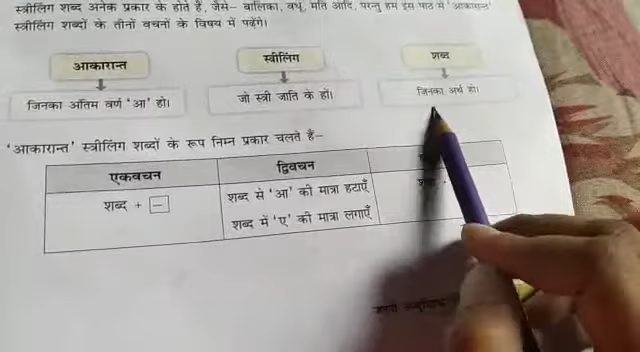 स्त्रीलिंग शब्द अनेक प्रकार के होते हैं, जैसे– बालिका, वधू, मति आदि, परन्तु हम इस पाठ में 'आकारान्त'
स्त्रीलिंग शब्दों के तीनों वचनों के विषय में पढ़ेंगे।
आकारान्त स्त्रीलिंग शब्द
जिनका अंतिम वर्ण 'आ' हो। जो स्त्री जाति के हों। जिनका अर्थ हो।
'आकारान्त' स्त्रीलिंग शब्दों के रूप निम्न प्रकार चलते हैं–
एकवचन द्विवचन
शब्द + – शब्द से 'आ' की मात्रा हटाएँ
शब्द में 'ए' की मात्रा लगाएँ